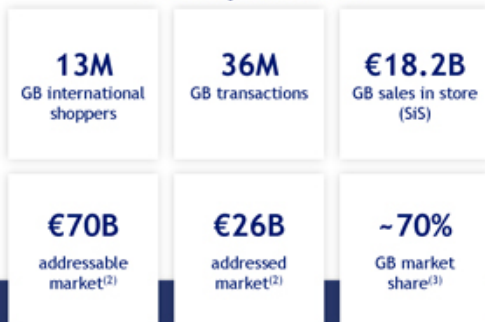 13M
GB international
shoppers
36M
GB transactions
€18.2B
GB sales in store
(SiS)
€70B
addressable
market(2)
€26B
addressed
market(2)
~70%
GB market
share(3)